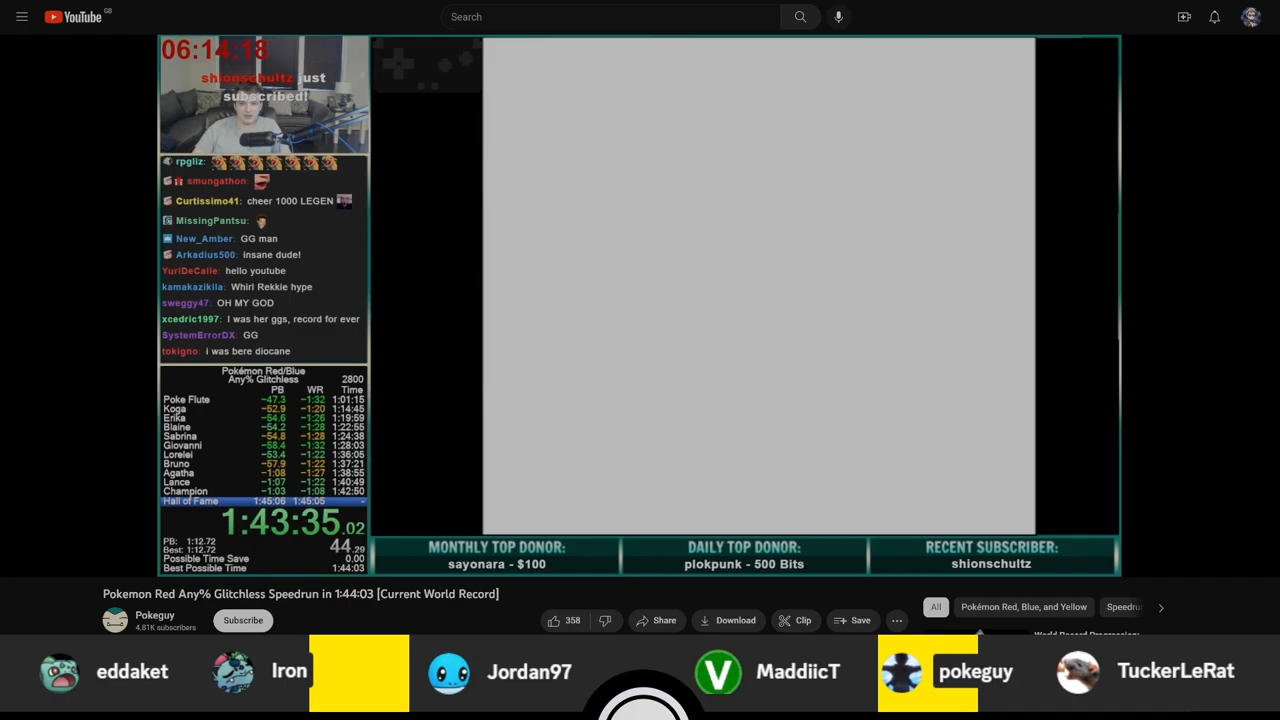 YouTube GB
Search
06:14:18
shionschultz just
subscribed!
rpgliz:
smungathon:
Curtissimo41: cheer 1000 LEGEN
MissingPantsu:
New_Amber: GG man
Arkadius500: insane dude!
YuriDeCalle: hello youtube
kamakazikila: Whirl Rekkie hype
sweggy47: OH MY GOD
xcedric1997: I was her ggs, record for ever
SystemErrorDX: GG
tokigno: i was bere diocane
Pokémon Red/Blue
Any% Glitchless 2800
PB WR Time
Poke Flute −47.3 −1:32 1:01:15
Koga −52.9 −1:20 1:14:45
Erika −54.6 −1:26 1:19:59
Blaine −54.2 −1:28 1:22:55
Sabrina −54.8 −1:28 1:24:38
Giovanni −58.4 −1:32 1:28:03
Lorelei −53.4 −1:22 1:36:05
Bruno −57.9 −1:22 1:37:21
Agatha −1:08 −1:27 1:38:55
Lance −1:07 −1:22 1:40:49
Champion −1:03 −1:08 1:42:50
Hall of Fame 1:45:06 1:45:05 -
1:43:35.02
PB: 1:12.72
Best: 1:12.72
44.29
Possible Time Save 0.00
Best Possible Time 1:44:03
MONTHLY TOP DONOR:
sayonara - $100
DAILY TOP DONOR:
plokpunk - 500 Bits
RECENT SUBSCRIBER:
shionschultz
Pokemon Red Any% Glitchless Speedrun in 1:44:03 [Current World Record]
Pokeguy
4.81K subscribers
Subscribe
358
Share
Download
Clip
Save
All
Pokémon Red, Blue, and Yellow
Speedru
World Record Progression:
eddaket
Iron
Jordan97
MaddiicT
pokeguy
TuckerLeRat